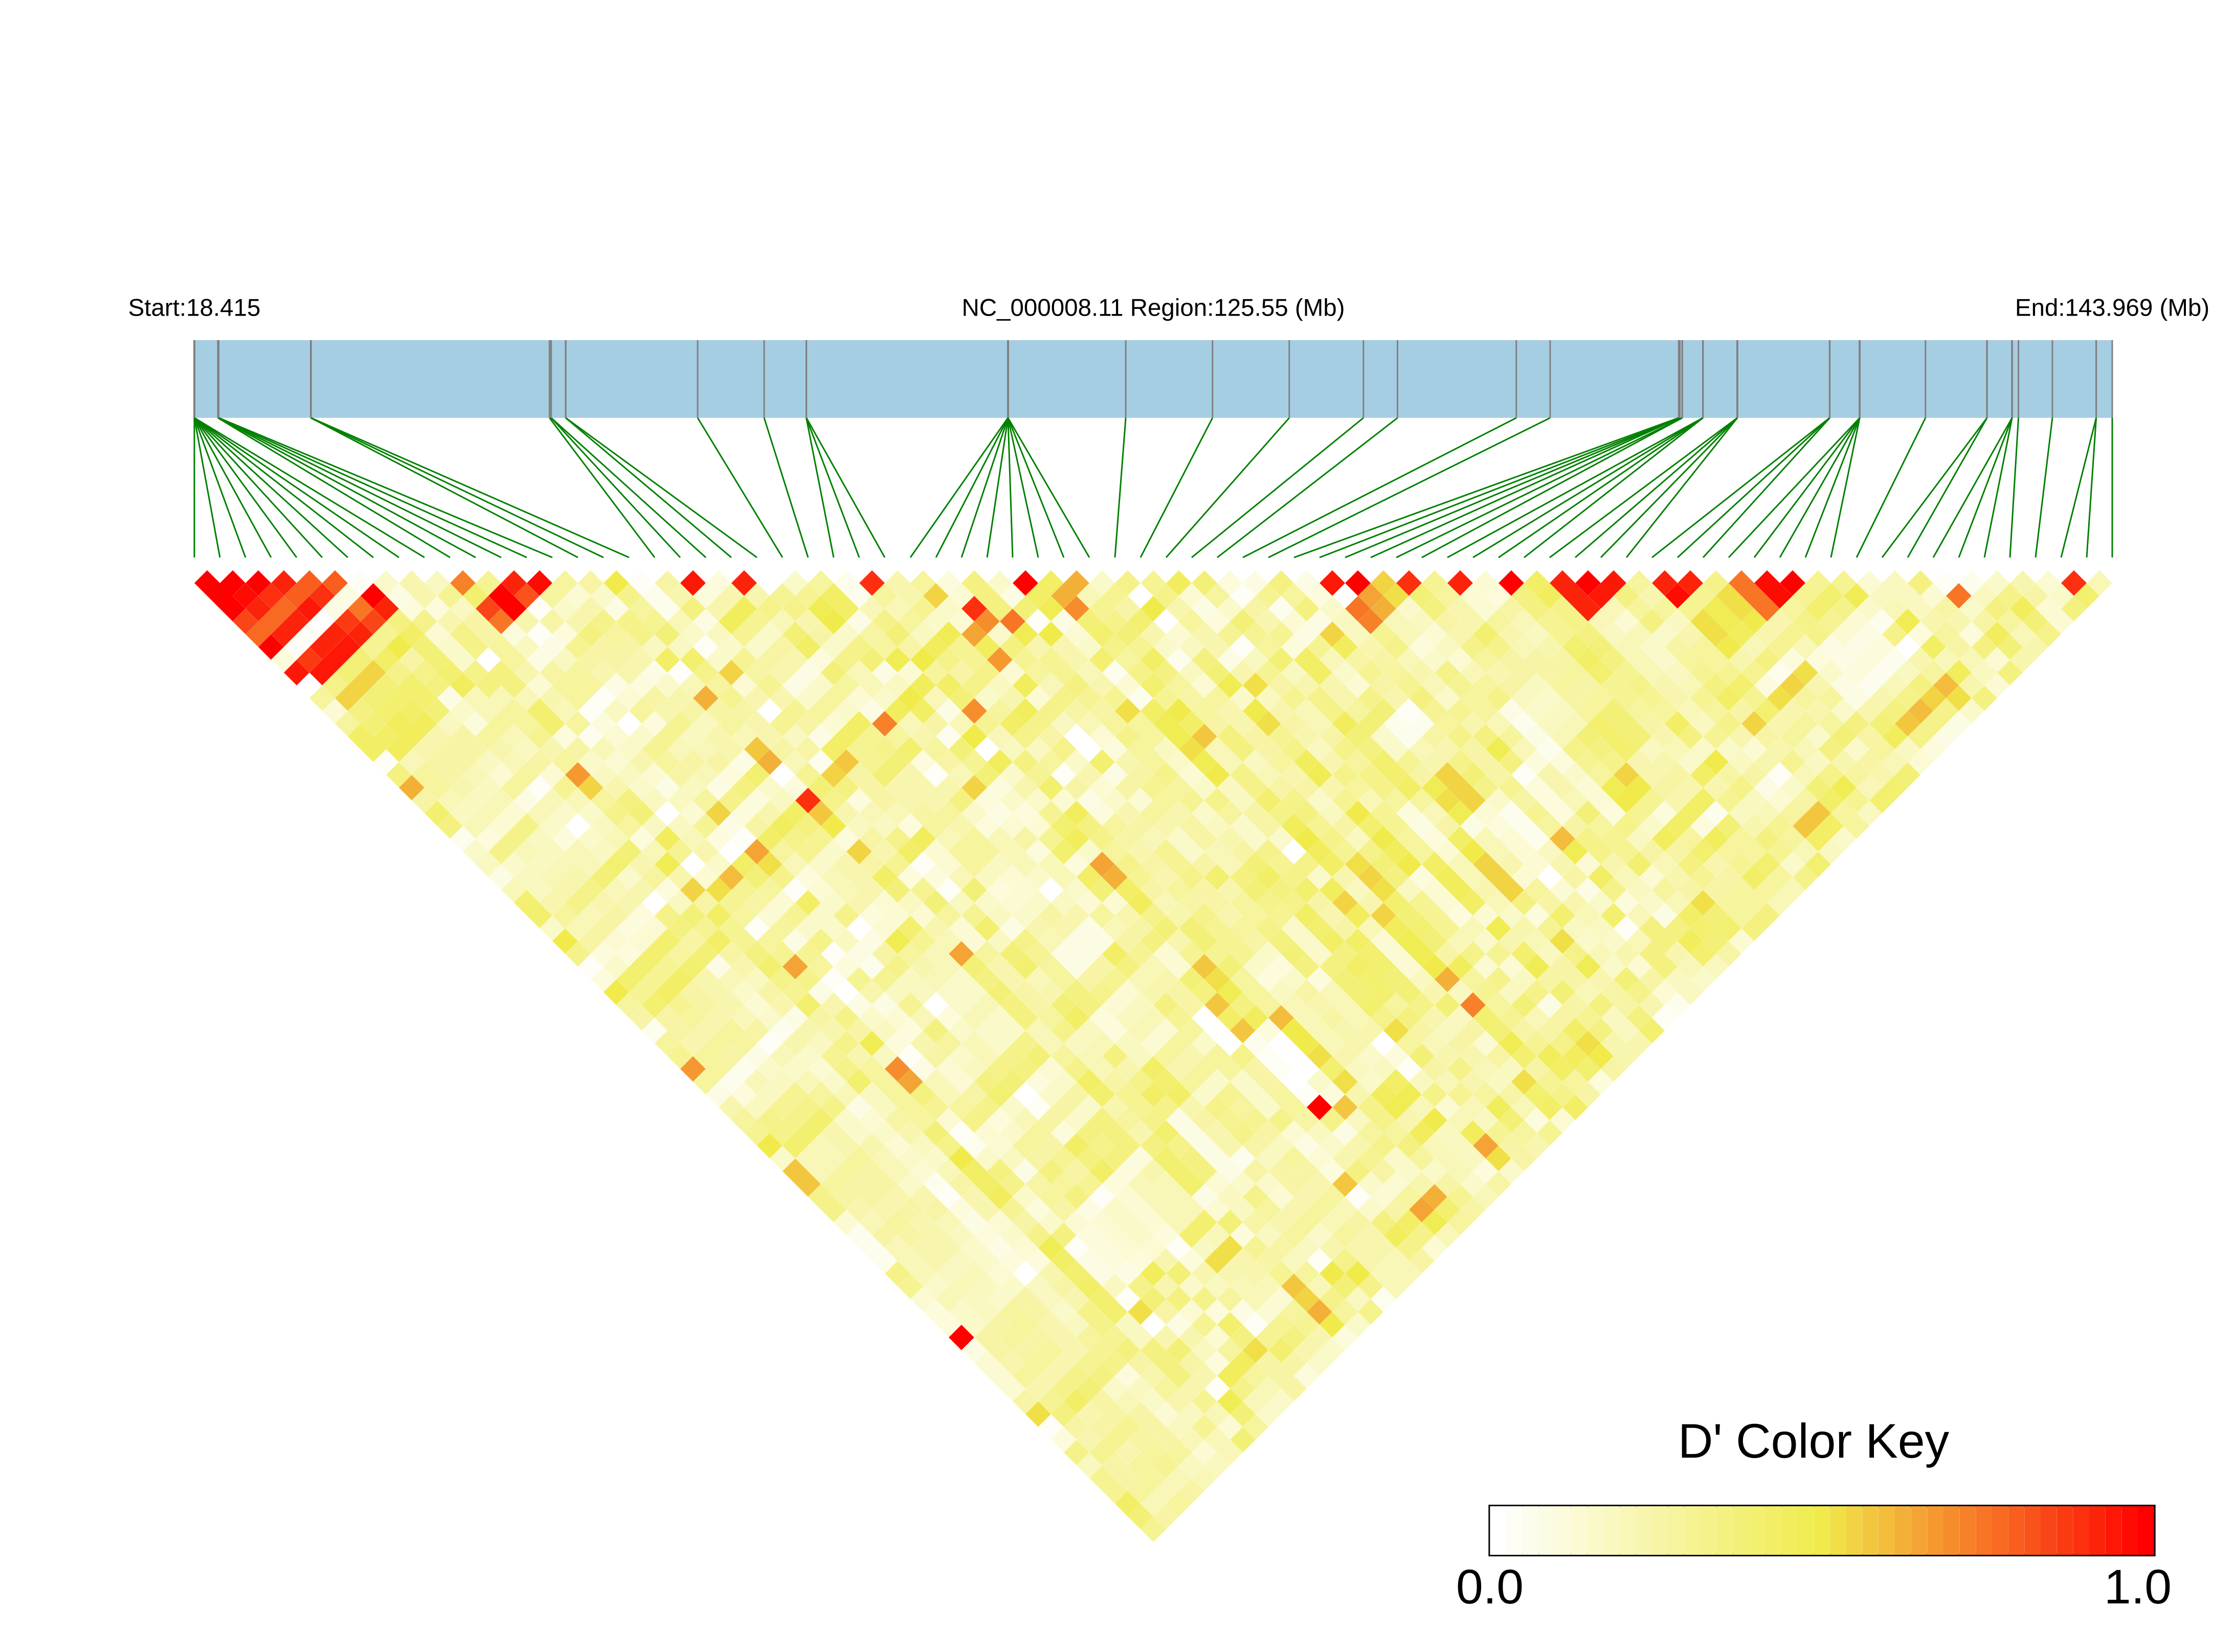 Start:18.415
NC_000008.11 Region:125.55 (Mb)
End:143.969 (Mb)
D' Color Key
0.0
1.0